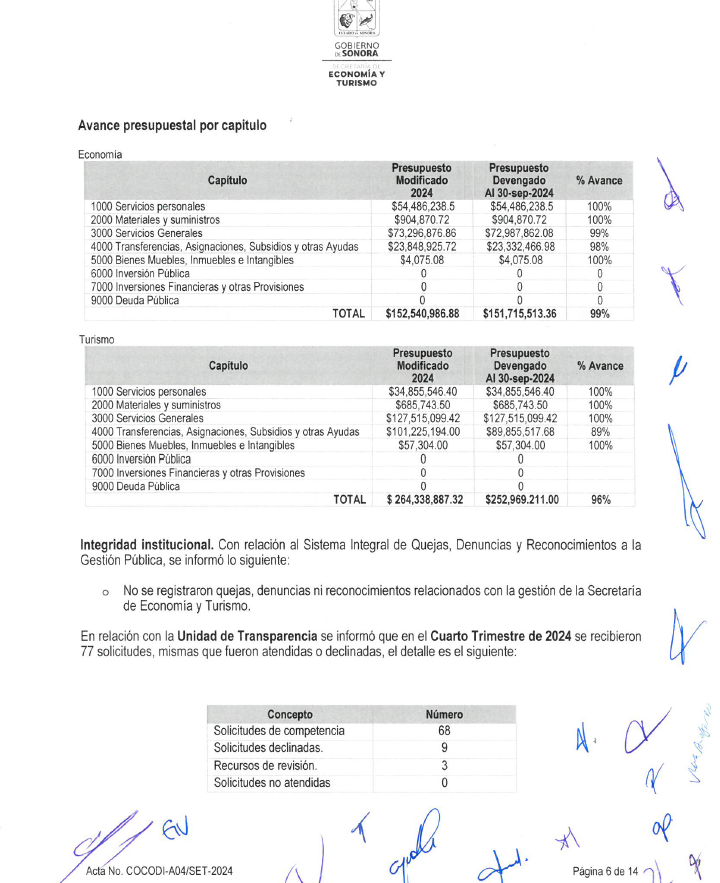 ESTADO DE SONORA
GOBIERNO
DE SONORA
SECRETARÍA DE
ECONOMÍA Y
TURISMO
Avance presupuestal por capitulo
Economía
Capítulo | Presupuesto Modificado 2024 | Presupuesto Devengado Al 30-sep-2024 | % Avance
1000 Servicios personales | $54,486,238.5 | $54,486,238.5 | 100%
2000 Materiales y suministros | $904,870.72 | $904,870.72 | 100%
3000 Servicios Generales | $73,296,876.86 | $72,987,862.08 | 99%
4000 Transferencias, Asignaciones, Subsidios y otras Ayudas | $23,848,925.72 | $23,332,466.98 | 98%
5000 Bienes Muebles, Inmuebles e Intangibles | $4,075.08 | $4,075.08 | 100%
6000 Inversión Pública | 0 | 0 | 0
7000 Inversiones Financieras y otras Provisiones | 0 | 0 | 0
9000 Deuda Pública | 0 | 0 | 0
TOTAL | $152,540,986.88 | $151,715,513.36 | 99%
Turismo
Capítulo | Presupuesto Modificado 2024 | Presupuesto Devengado Al 30-sep-2024 | % Avance
1000 Servicios personales | $34,855,546.40 | $34,855,546.40 | 100%
2000 Materiales y suministros | $685,743.50 | $685,743.50 | 100%
3000 Servicios Generales | $127,515,099.42 | $127,515,099.42 | 100%
4000 Transferencias, Asignaciones, Subsidios y otras Ayudas | $101,225,194.00 | $89,855,517.68 | 89%
5000 Bienes Muebles, Inmuebles e Intangibles | $57,304.00 | $57,304.00 | 100%
6000 Inversión Pública | 0 | 0
7000 Inversiones Financieras y otras Provisiones | 0 | 0
9000 Deuda Pública | 0 | 0
TOTAL | $ 264,338,887.32 | $252,969.211.00 | 96%
Integridad institucional. Con relación al Sistema Integral de Quejas, Denuncias y Reconocimientos a la
Gestión Pública, se informó lo siguiente:
o No se registraron quejas, denuncias ni reconocimientos relacionados con la gestión de la Secretaría
de Economía y Turismo.
En relación con la Unidad de Transparencia se informó que en el Cuarto Trimestre de 2024 se recibieron
77 solicitudes, mismas que fueron atendidas o declinadas, el detalle es el siguiente:
Concepto | Número
Solicitudes de competencia | 68
Solicitudes declinadas. | 9
Recursos de revisión. | 3
Solicitudes no atendidas | 0
Acta No. COCODI-A04/SET-2024
Página 6 de 14